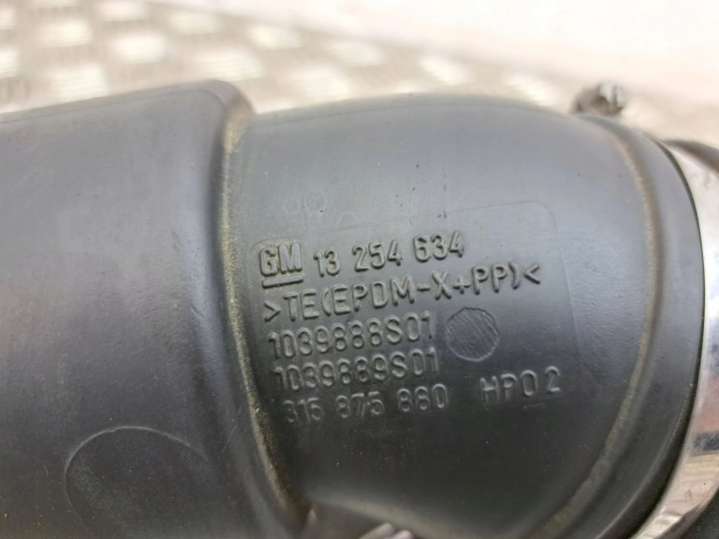 GM 13 254 634
>TE(EPDM-X+PP)<
1039888S01
1039889S01
315 875 880 HP02